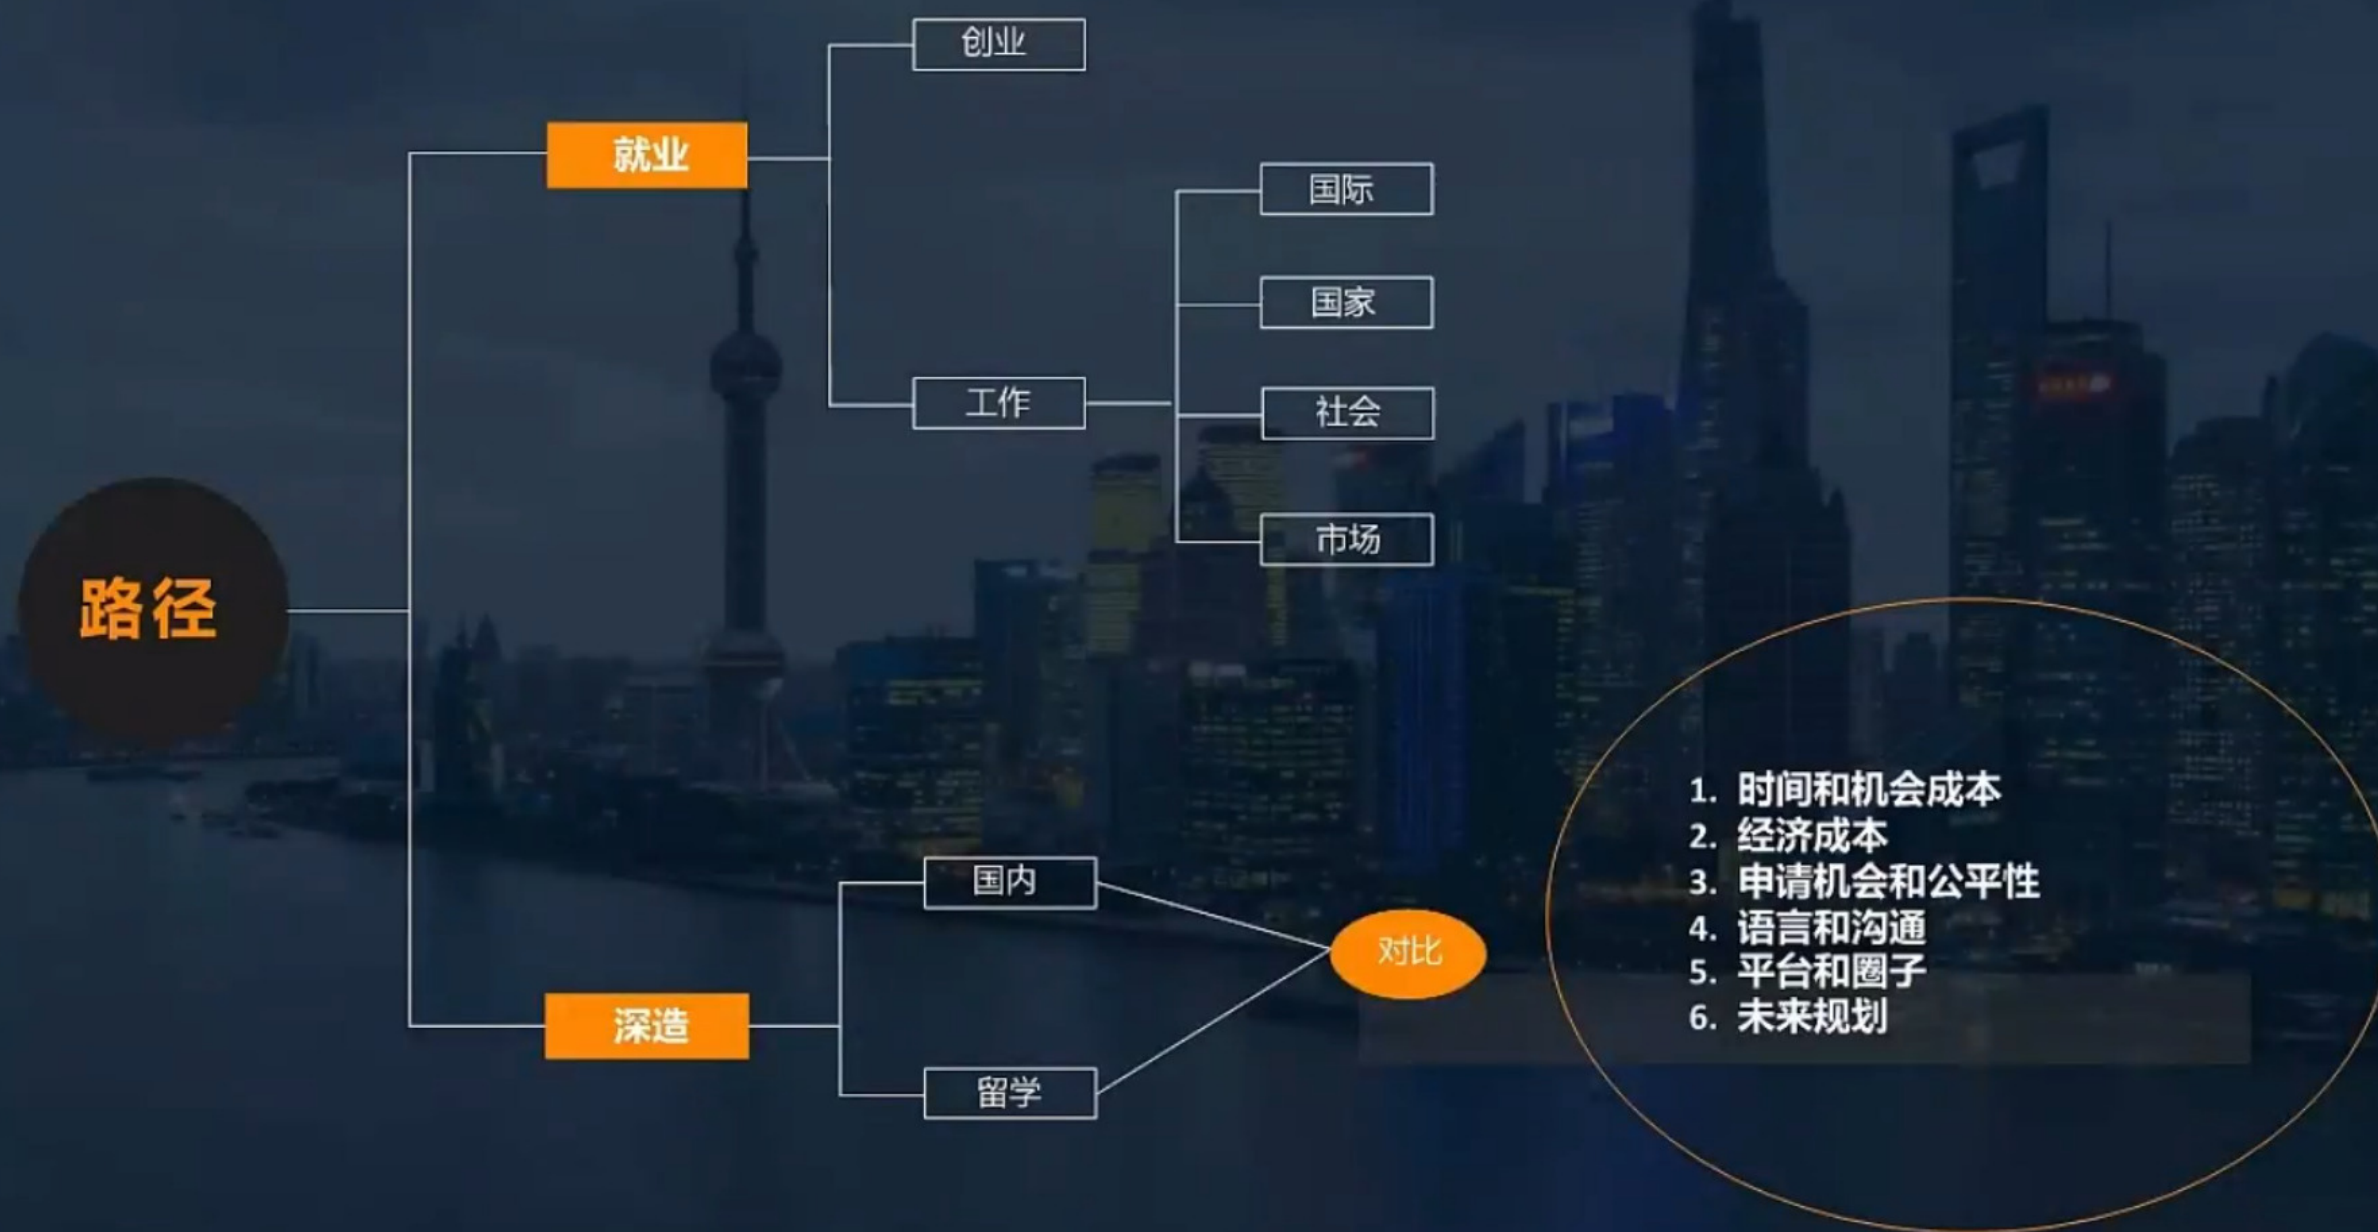 创业
就业
国际
国家
工作
社会
市场
路径
国内
对比
深造
留学
1. 时间和机会成本
2. 经济成本
3. 申请机会和公平性
4. 语言和沟通
5. 平台和圈子
6. 未来规划